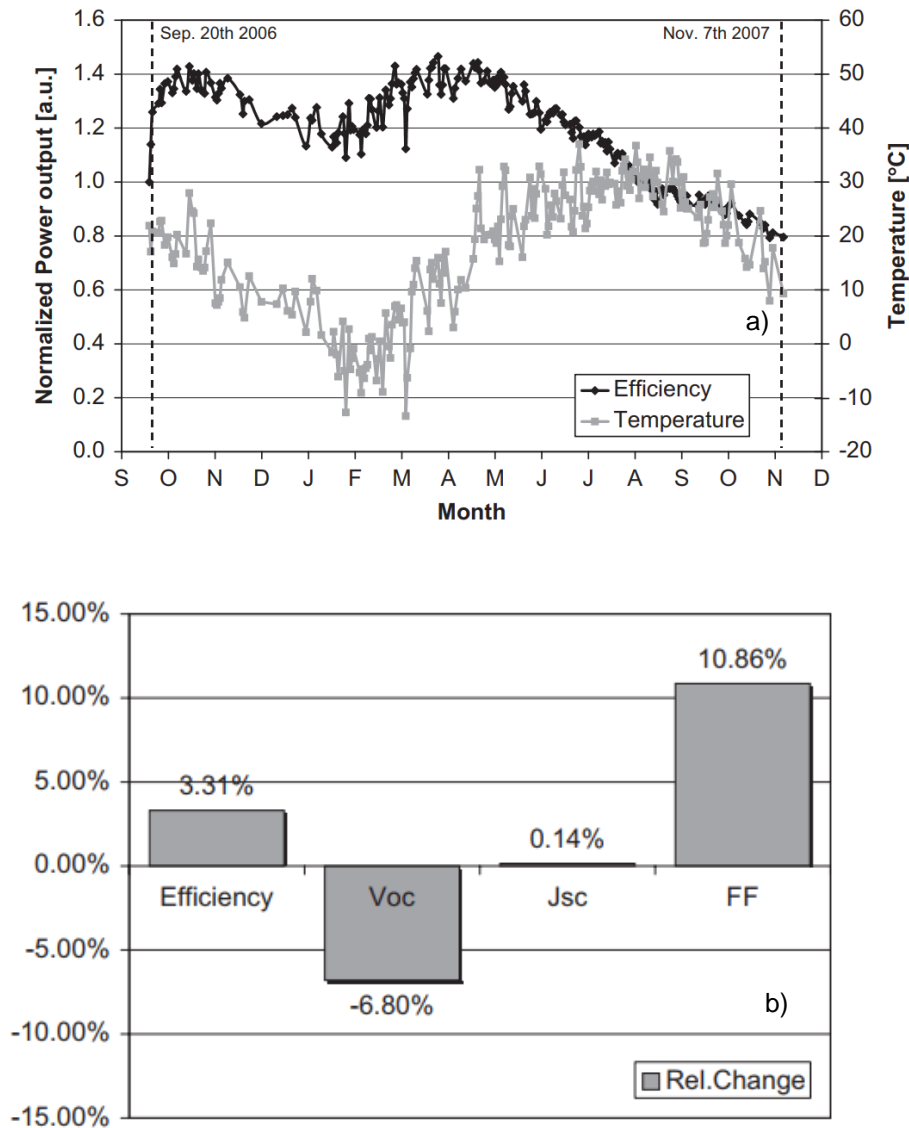 Sep. 20th 2006
Nov. 7th 2007
Normalized Power output [a.u.]
1.6
1.4
1.2
1.0
0.8
0.6
0.4
0.2
0.0
60
50
40
30
20
10
0
-10
-20
Temperature [°C]
a)
Efficiency
Temperature
S O N D J F M A M J J A S O N D
Month
15.00%
10.00%
5.00%
0.00%
-5.00%
-10.00%
-15.00%
3.31%
-6.80%
0.14%
10.86%
Efficiency Voc Jsc FF
b)
Rel.Change